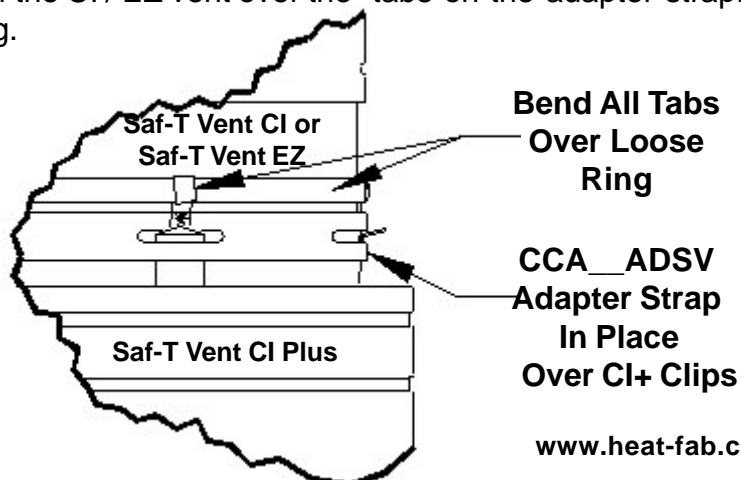 the CI / EZ vent over the tabs on the adapter strap.
g.
Saf-T Vent CI or
Saf-T Vent EZ
Bend All Tabs
Over Loose
Ring
CCA__ADSV
Adapter Strap
In Place
Over CI+ Clips
Saf-T Vent CI Plus
www.heat-fab.c